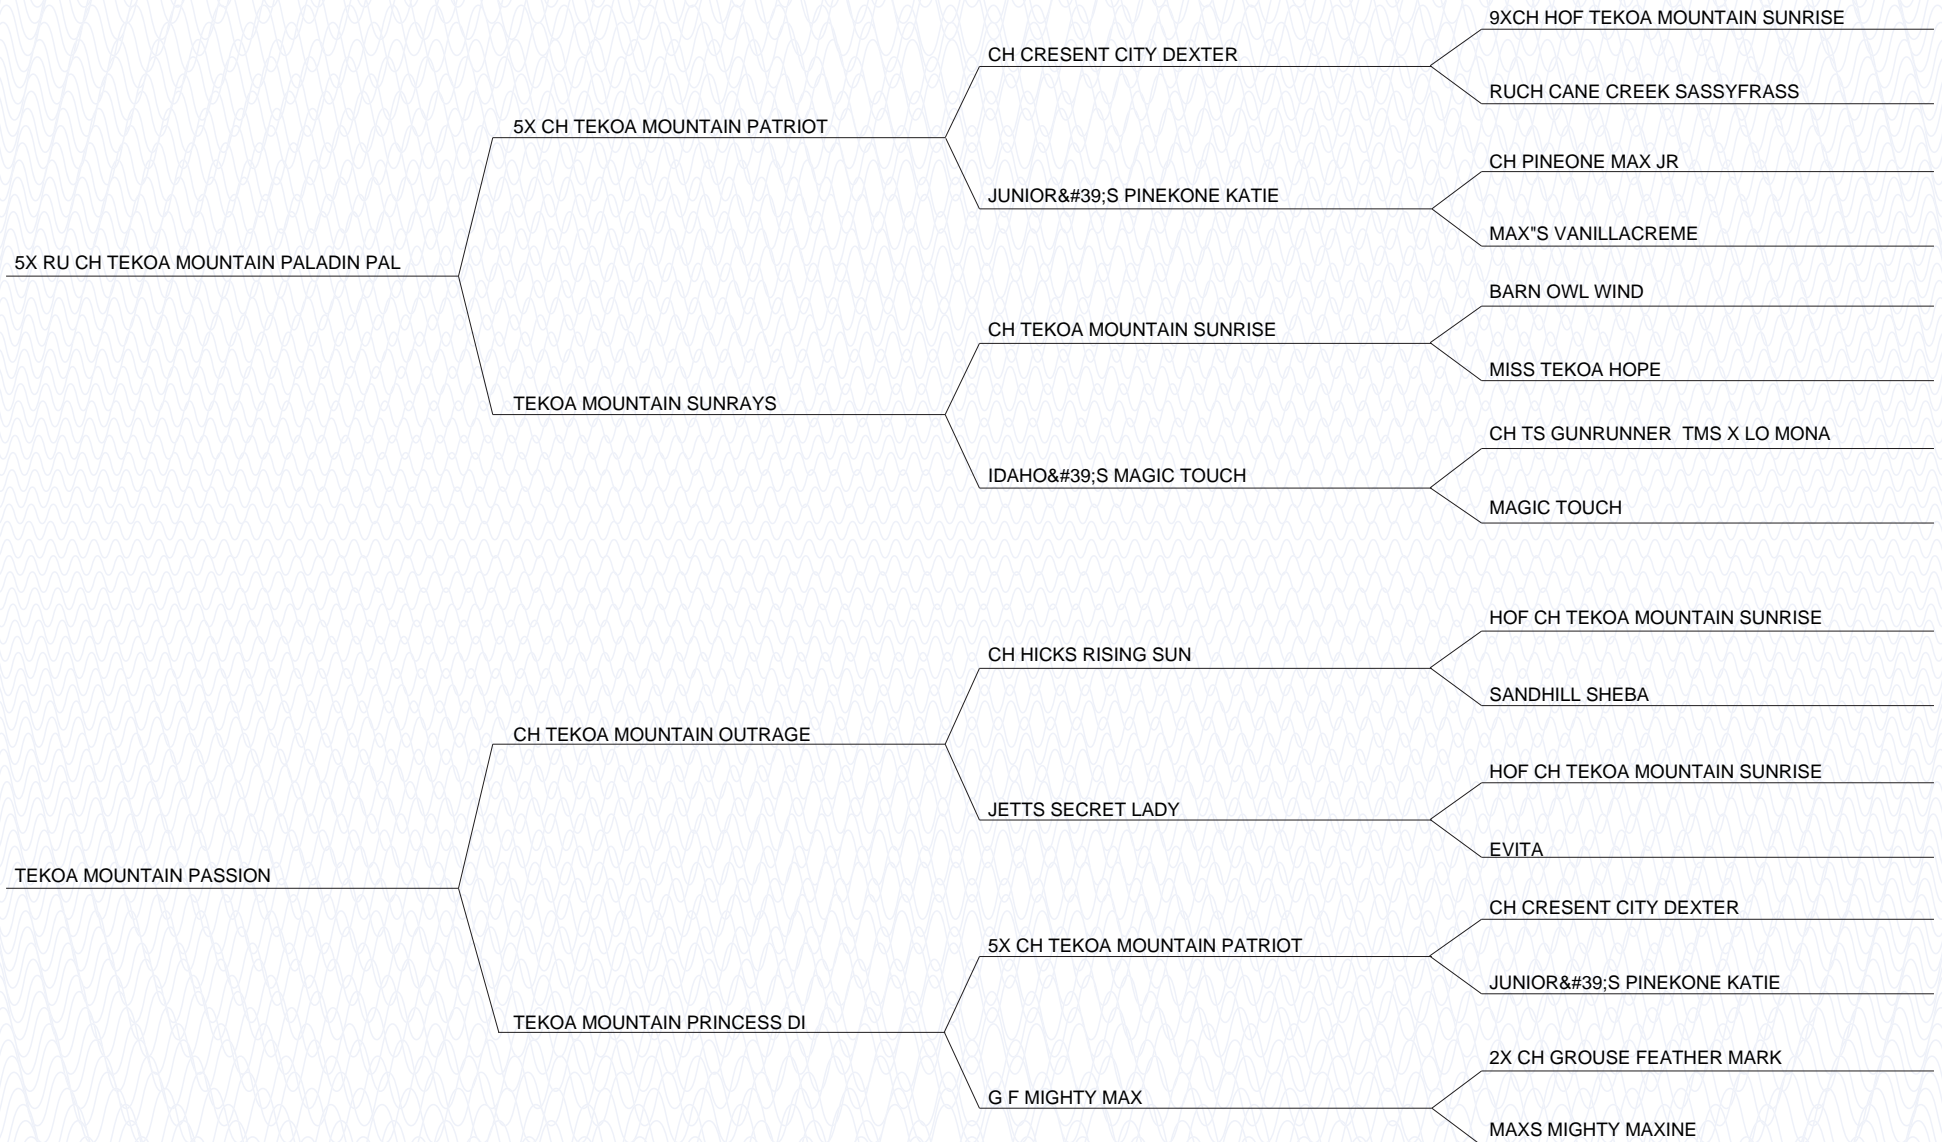 9XCH HOF TEKOA MOUNTAIN SUNRISE
CH CRESENT CITY DEXTER
RUCH CANE CREEK SASSYFRASS
5X CH TEKOA MOUNTAIN PATRIOT
CH PINEONE MAX JR
JUNIOR&#39;S PINEKONE KATIE
MAX"S VANILLACREME
5X RU CH TEKOA MOUNTAIN PALADIN PAL
BARN OWL WIND
CH TEKOA MOUNTAIN SUNRISE
MISS TEKOA HOPE
TEKOA MOUNTAIN SUNRAYS
CH TS GUNRUNNER  TMS X LO MONA
IDAHO&#39;S MAGIC TOUCH
MAGIC TOUCH
HOF CH TEKOA MOUNTAIN SUNRISE
CH HICKS RISING SUN
SANDHILL SHEBA
CH TEKOA MOUNTAIN OUTRAGE
HOF CH TEKOA MOUNTAIN SUNRISE
JETTS SECRET LADY
EVITA
TEKOA MOUNTAIN PASSION
CH CRESENT CITY DEXTER
5X CH TEKOA MOUNTAIN PATRIOT
JUNIOR&#39;S PINEKONE KATIE
TEKOA MOUNTAIN PRINCESS DI
2X CH GROUSE FEATHER MARK
G F MIGHTY MAX
MAXS MIGHTY MAXINE